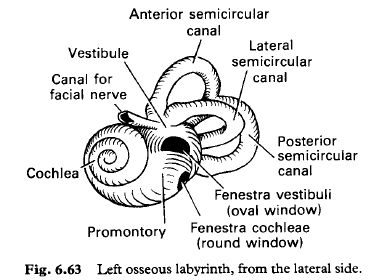 Anterior semicircular
canal
Vestibule
Lateral
semicircular
canal
Canal for
facial nerve
Posterior
semicircular
canal
Cochlea
Fenestra vestibuli
(oval window)
Promontory
Fenestra cochleae
(round window)
Fig. 6.63 Left osseous labyrinth, from the lateral side.